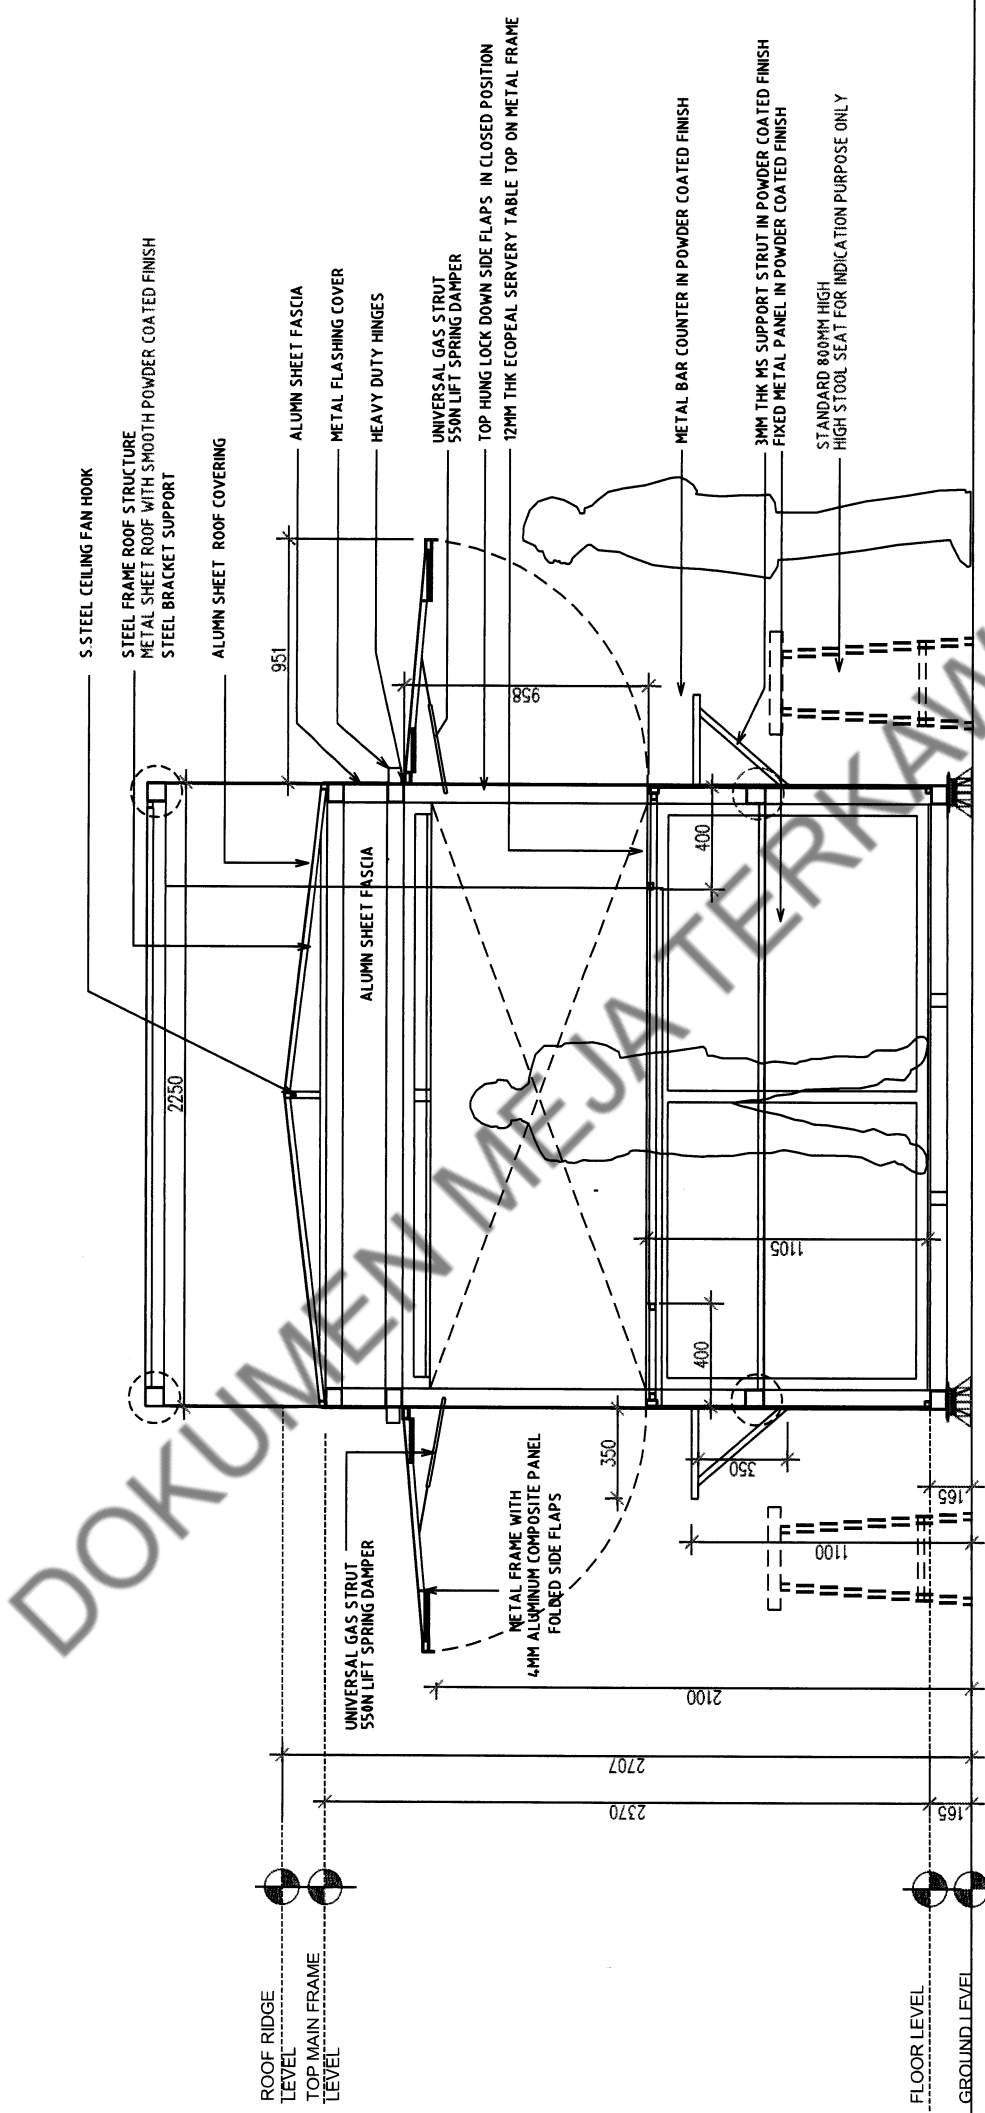 S.STEEL CEILING FAN HOOK
STEEL FRAME ROOF STRUCTURE
METAL SHEET ROOF WITH SMOOTH POWDER COATED FINISH
STEEL BRACKET SUPPORT
ALUMN SHEET ROOF COVERING
ALUMN SHEET FASCIA
METAL FLASHING COVER
HEAVY DUTY HINGES
UNIVERSAL GAS STRUT
550N LIFT SPRING DAMPER
TOP HUNG LOCK DOWN SIDE FLAPS IN CLOSED POSITION
12MM THK ECOPEAL SERVERY TABLE TOP ON METAL FRAME
METAL BAR COUNTER IN POWDER COATED FINISH
3MM THK MS SUPPORT STRUT IN POWDER COATED FINISH
FIXED METAL PANEL IN POWDER COATED FINISH
STANDARD 800MM HIGH
HIGH STOOL SEAT FOR INDICATION PURPOSE ONLY
951
958
2250
ALUMN SHEET FASCIA
400
1105
400
350
350
165
1100
UNIVERSAL GAS STRUT
550N LIFT SPRING DAMPER
METAL FRAME WITH
4MM ALUMINUM COMPOSITE PANEL
FOLDED SIDE FLAPS
2100
2707
2370
165
ROOF RIDGE
LEVEL
TOP MAIN FRAME
LEVEL
FLOOR LEVEL
GROUND LEVEL
DOKUMEN MEJA TERKAW